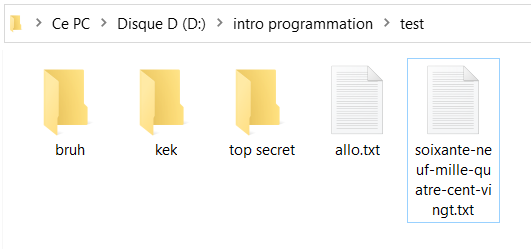 Ce PC > Disque D (D:) > intro programmation > test
bruh
kek
top secret
allo.txt
soixante-ne
uf-mille-qu
atre-cent-vi
ngt.txt